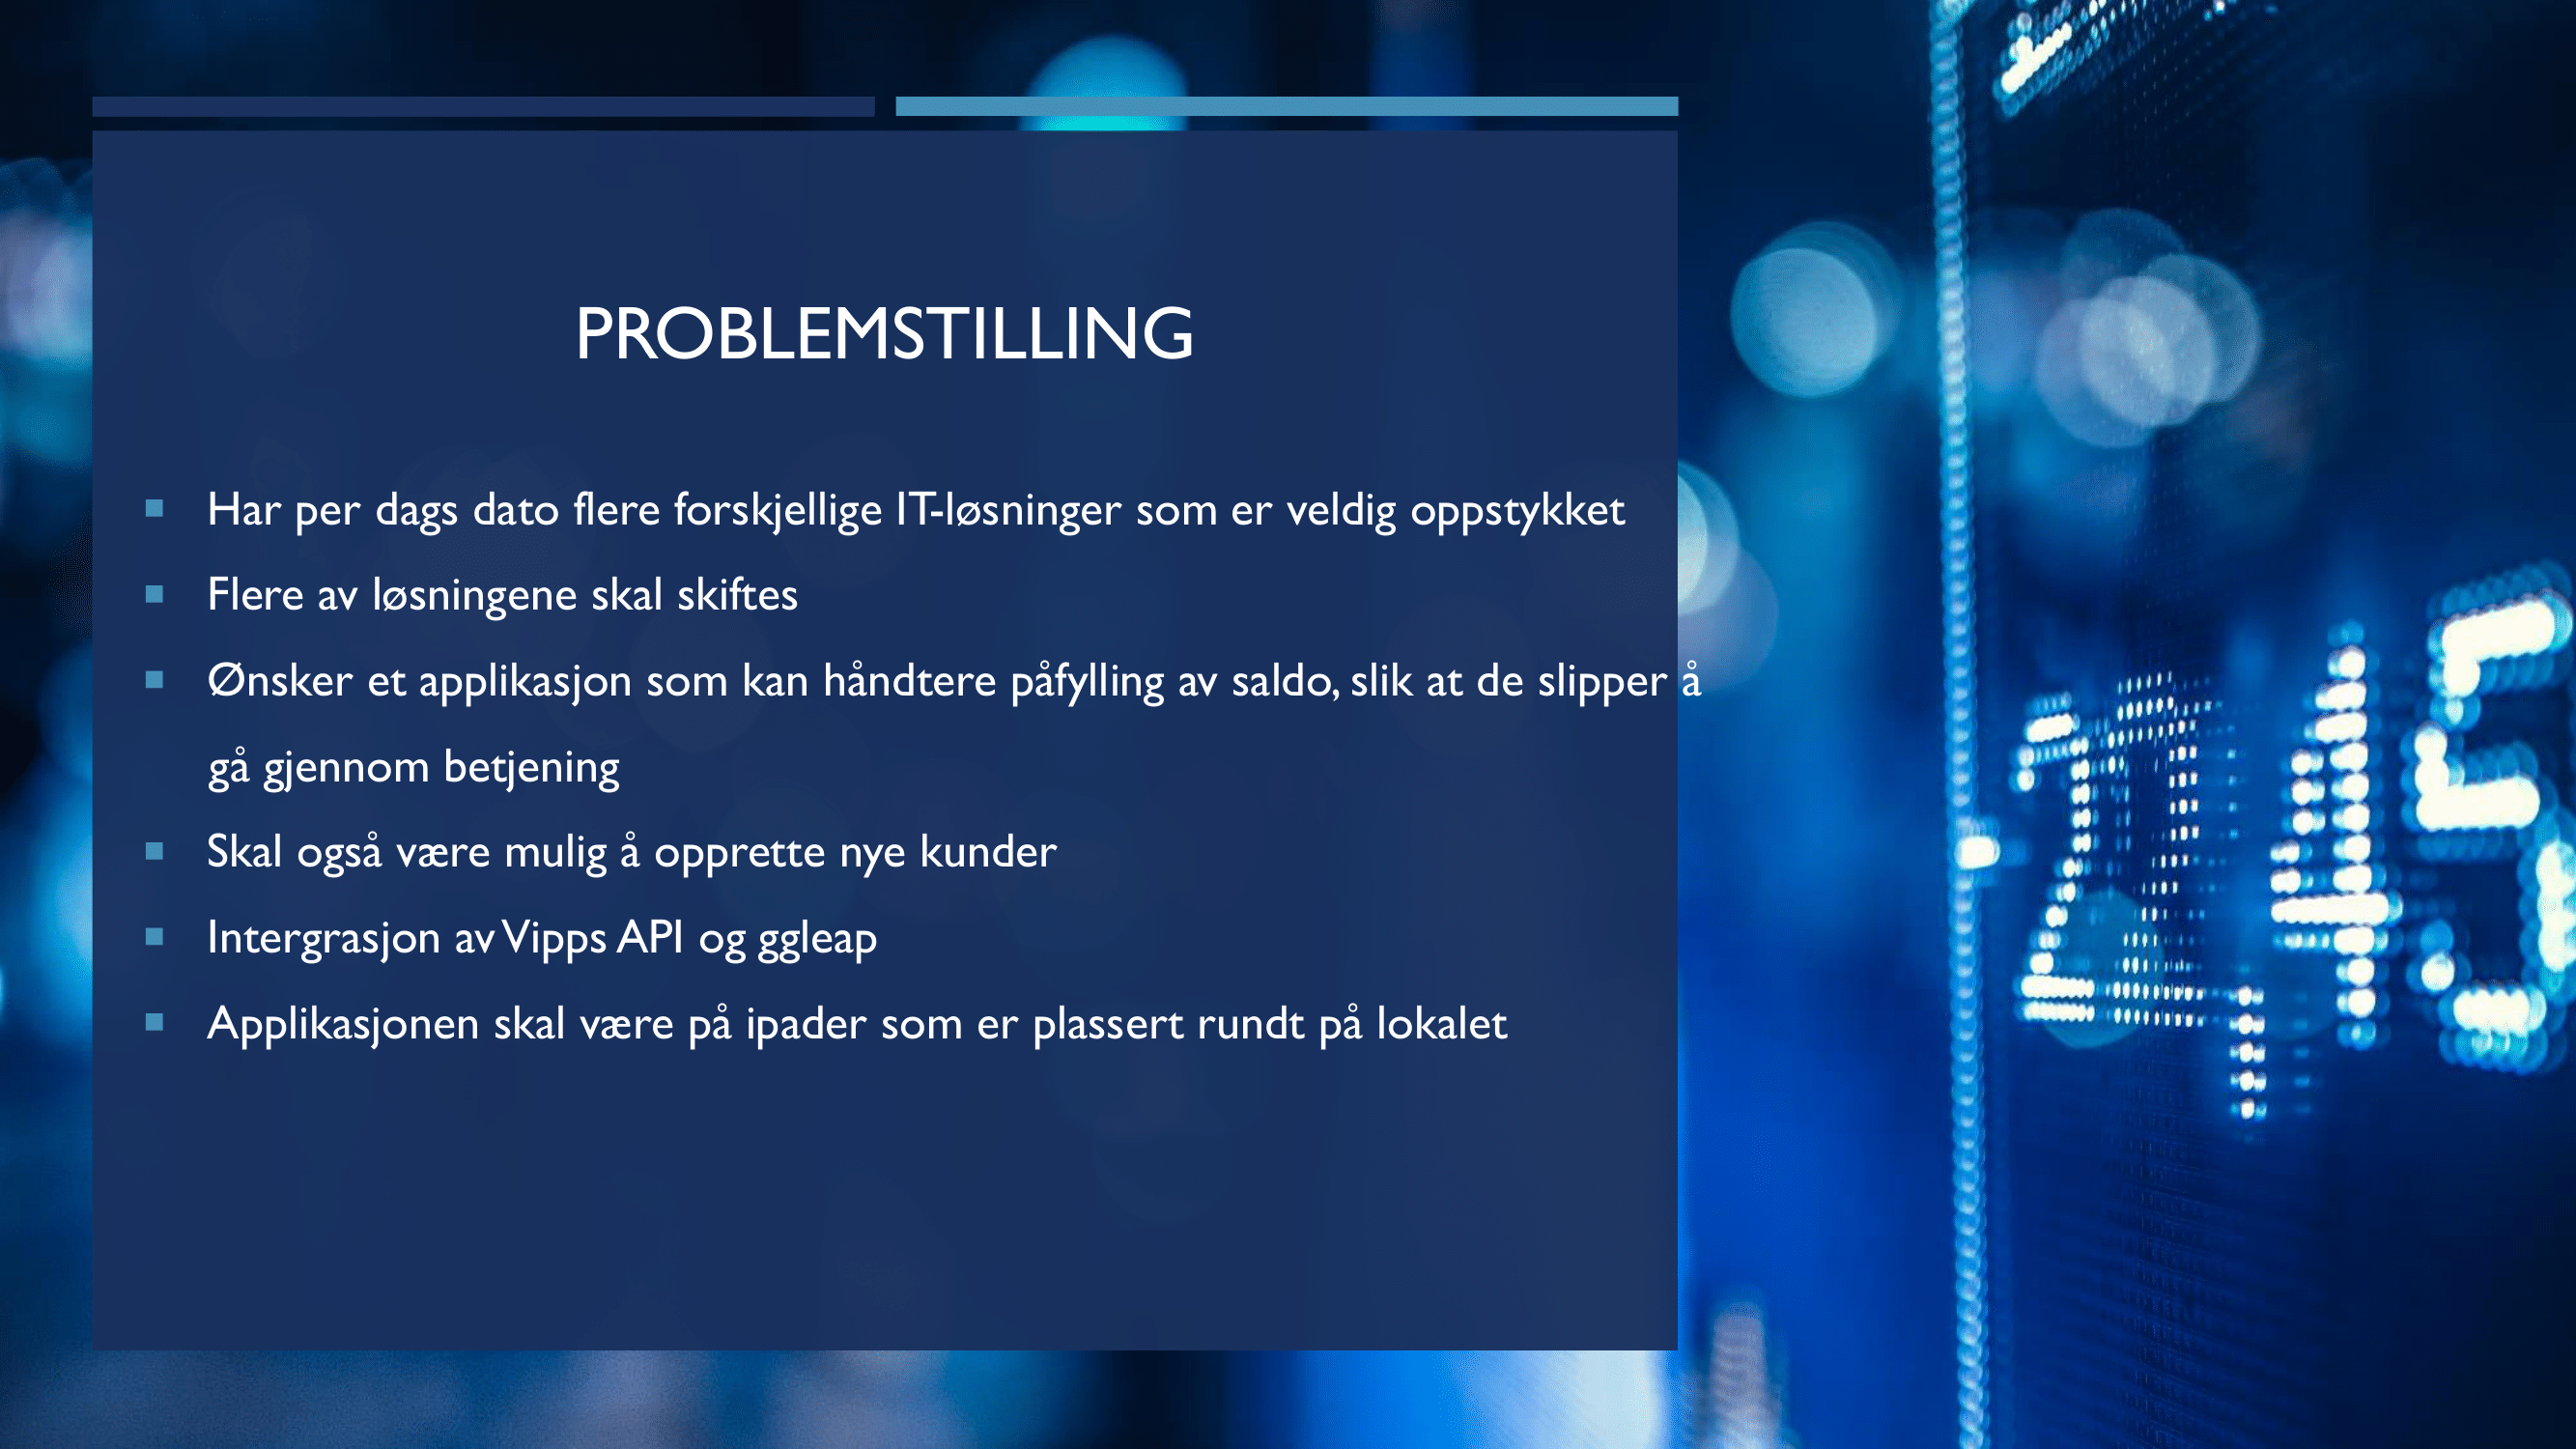 PROBLEMSTILLING
Har per dags dato flere forskjellige IT-løsninger som er veldig oppstykket
Flere av løsningene skal skiftes
Ønsker et applikasjon som kan håndtere påfylling av saldo, slik at de slipper å
gå gjennom betjening
Skal også være mulig å opprette nye kunder
Intergrasjon av Vipps API og ggleap
Applikasjonen skal være på ipader som er plassert rundt på lokalet